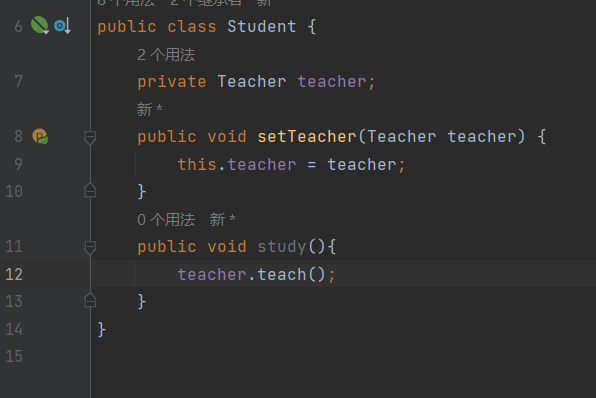 6 public class Student {
2 个用法
7 private Teacher teacher;
新 *
8 public void setTeacher(Teacher teacher) {
9 this.teacher = teacher;
10 }
0 个用法 新 *
11 public void study(){
12 teacher.teach();
13 }
14 }
15